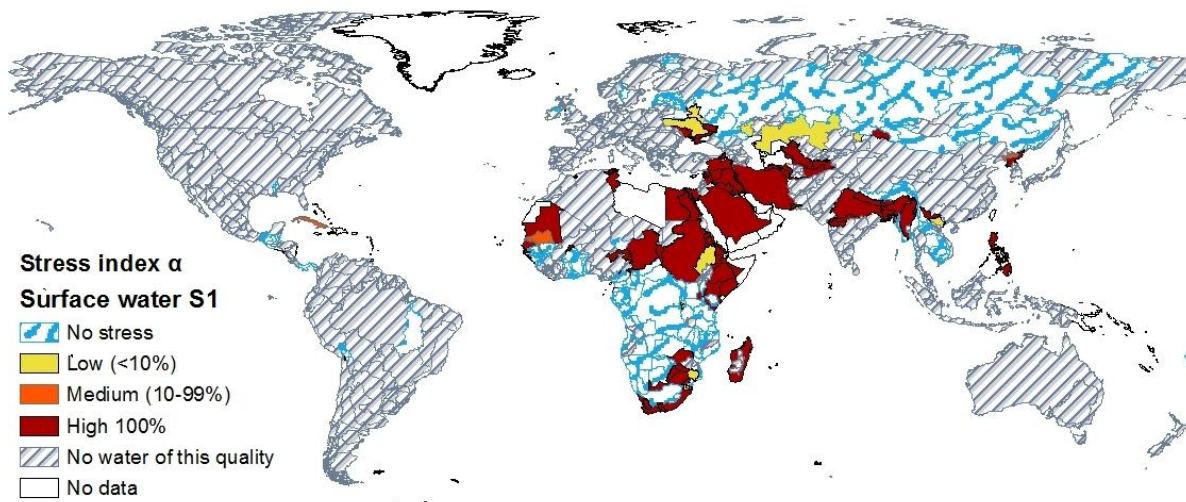 Stress index α
Surface water S1
No stress
Low (<10%)
Medium (10-99%)
High 100%
No water of this quality
No data